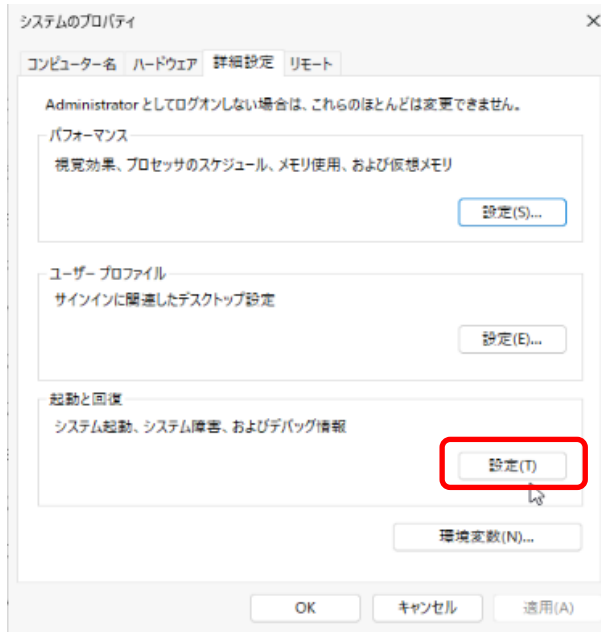 システムのプロパティ
コンピューター名 ハードウェア 詳細設定 リモート
Administrator としてログオンしない場合は、これらのほとんどは変更できません。
パフォーマンス
視覚効果、プロセッサのスケジュール、メモリ使用、および仮想メモリ
設定(S)...
ユーザー プロファイル
サインインに関連したデスクトップ設定
設定(E)...
起動と回復
システム起動、システム障害、およびデバッグ情報
設定(T)
環境変数(N)...
OK キャンセル 適用(A)